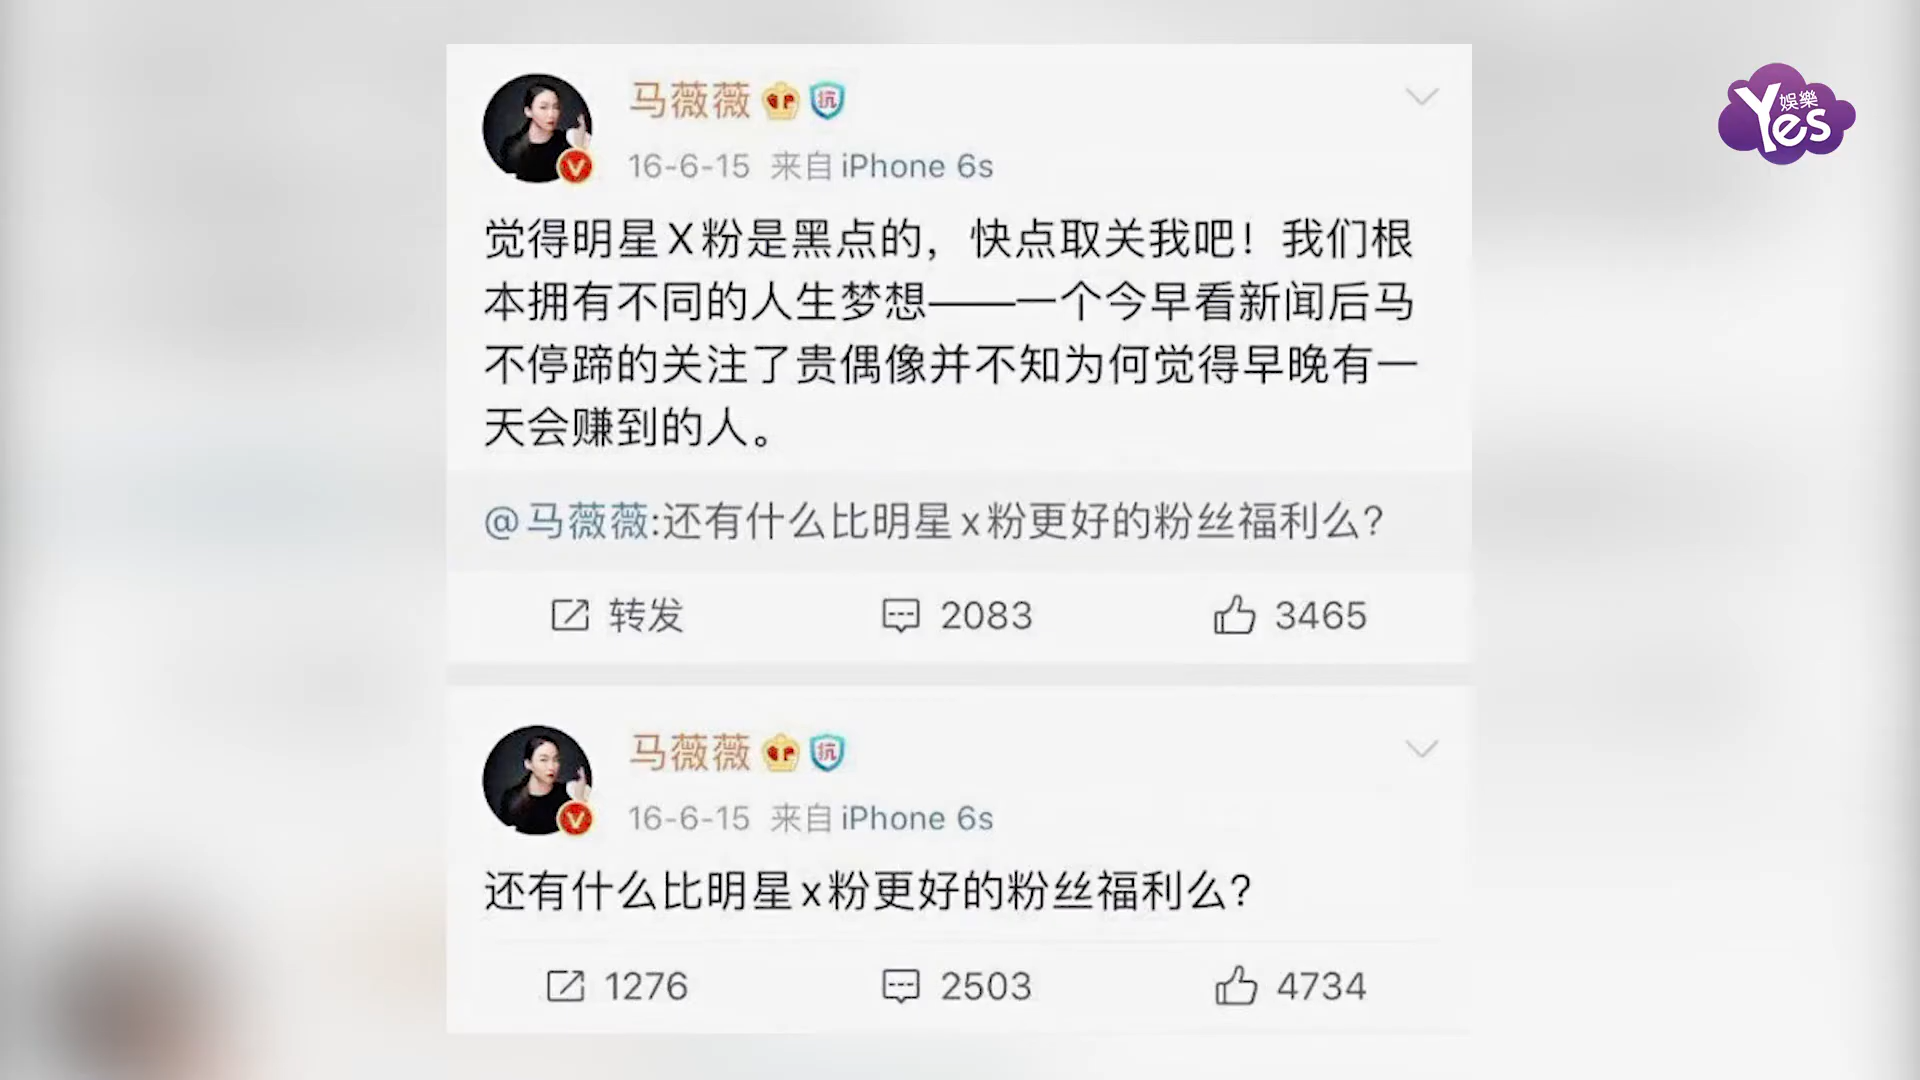 马薇薇 抗
16-6-15 来自 iPhone 6s
觉得明星X粉是黑点的，快点取关我吧！我们根
本拥有不同的人生梦想——一个今早看新闻后马
不停蹄的关注了贵偶像并不知为何觉得早晚有一
天会赚到的人。
@马薇薇:还有什么比明星x粉更好的粉丝福利么?
转发 2083 3465
马薇薇 抗
16-6-15 来自 iPhone 6s
还有什么比明星x粉更好的粉丝福利么?
1276 2503 4734
Yes 娛樂